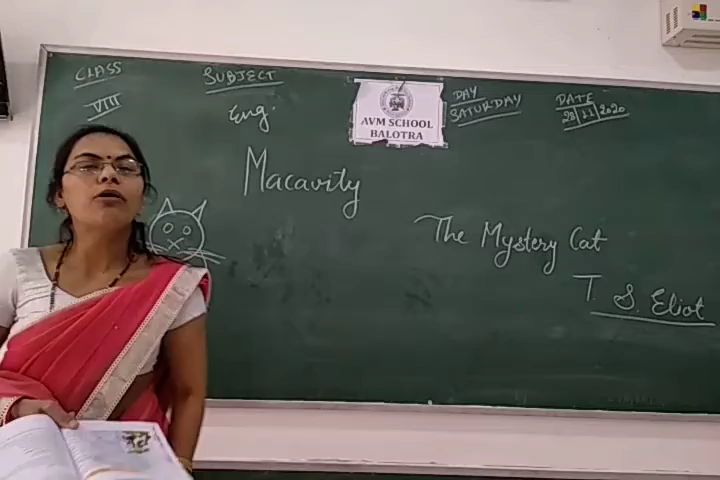 CLASS
VIII
SUBJECT
Eng.
AVM SCHOOL
BALOTRA
DAY
SATURDAY
DATE
28/11/2020
Macavity
The Mystery Cat
T. S. Eliot